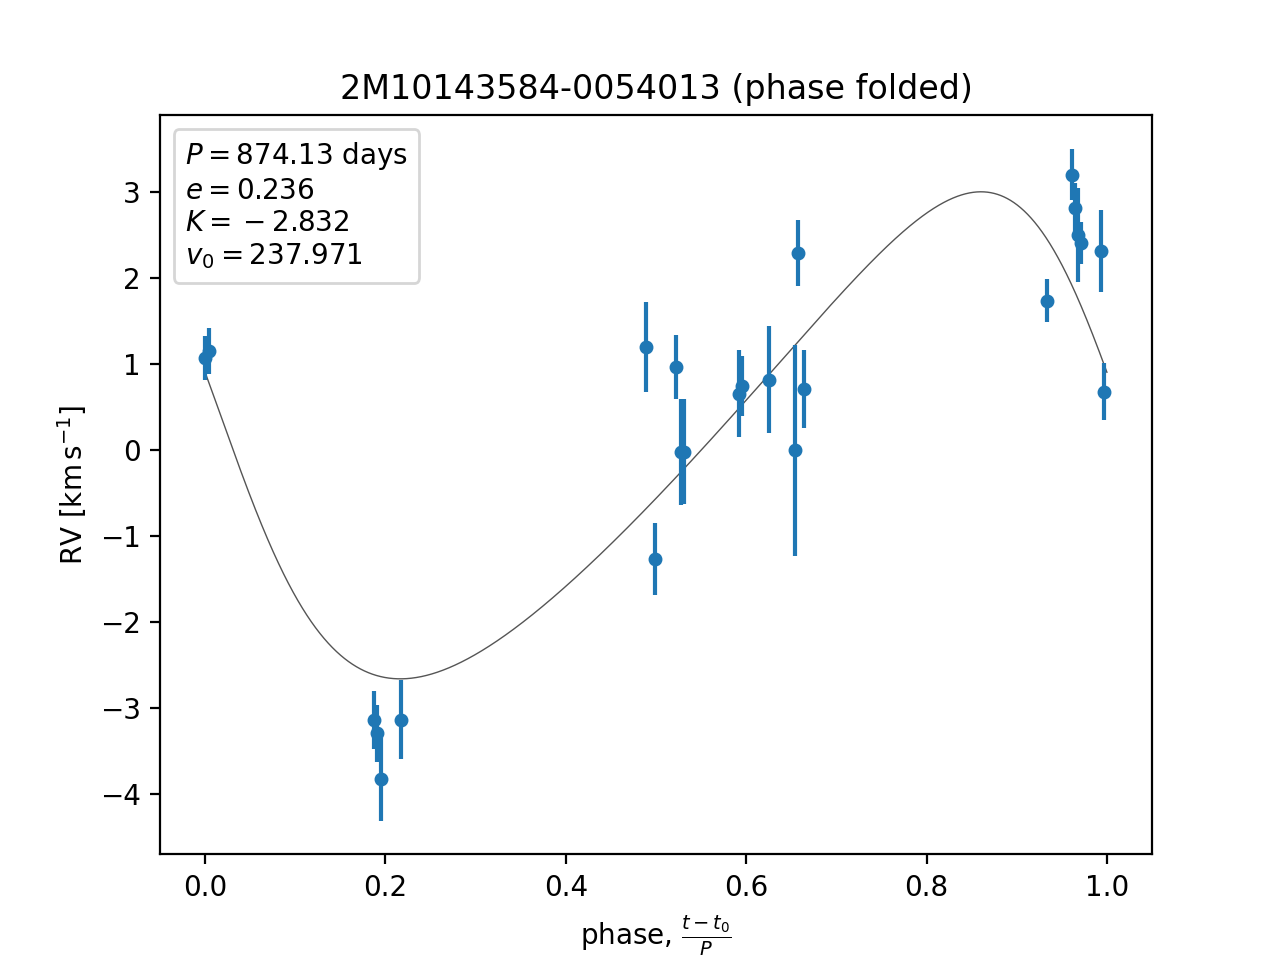 2M10143584-0054013 (phase folded)
P = 874.13 days
e = 0.236
K = −2.832
v₀ = 237.971
3
2
1
0
−1
−2
−3
−4
RV [km s⁻¹]
0.0 0.2 0.4 0.6 0.8 1.0
phase, (t − t₀)/P